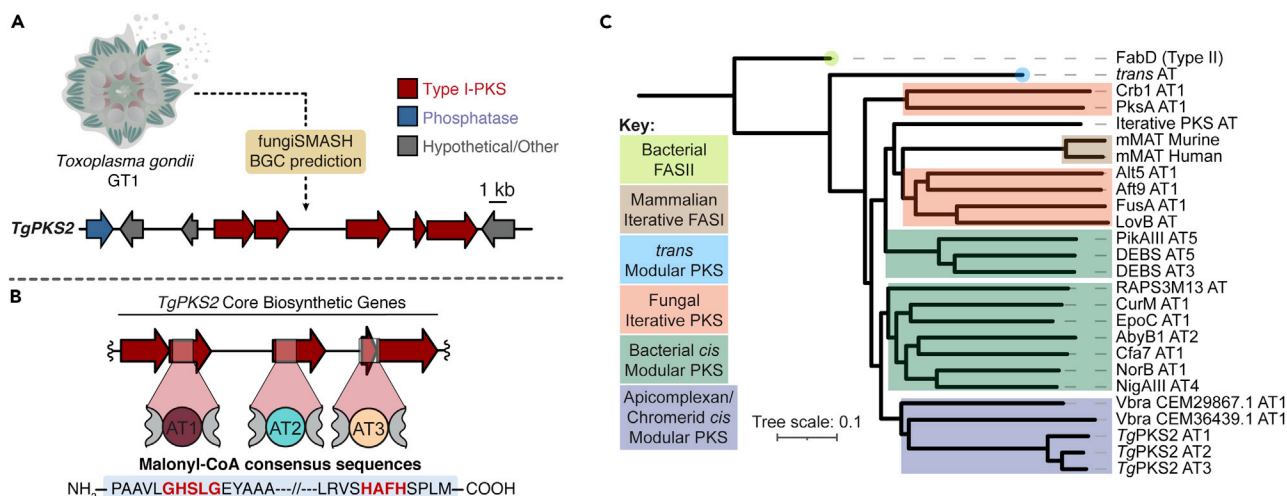 A
Toxoplasma gondii
GT1
fungiSMASH
BGC prediction
Type I-PKS
Phosphatase
Hypothetical/Other
1 kb
TgPKS2
B
TgPKS2 Core Biosynthetic Genes
AT1
AT2
AT3
Malonyl-CoA consensus sequences
NH2-PAAVLGHSLGEYAAA---//---LRVSHAFHSPLM-COOH
C
Key:
Bacterial
FASII
Mammalian
Iterative FASI
trans
Modular PKS
Fungal
Iterative PKS
Bacterial cis
Modular PKS
Apicomplexan/
Chromerid cis
Modular PKS
Tree scale: 0.1
FabD (Type II)
trans AT
Crb1 AT1
PksA AT1
Iterative PKS AT
mMAT Murine
mMAT Human
Alt5 AT1
Aft9 AT1
FusA AT1
LovB AT
PikAIII AT5
DEBS AT5
DEBS AT3
RAPS3M13 AT
CurM AT1
EpoC AT1
AbyB1 AT2
Cfa7 AT1
NorB AT1
NigAIII AT4
Vbra CEM29867.1 AT1
Vbra CEM36439.1 AT1
TgPKS2 AT1
TgPKS2 AT2
TgPKS2 AT3